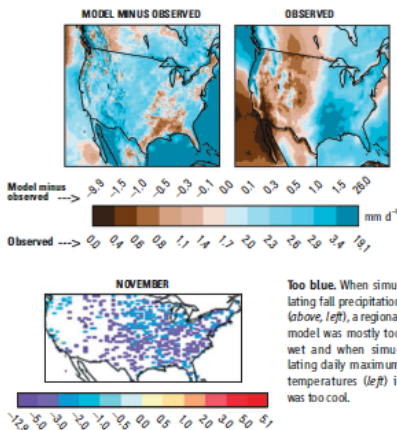 MODEL MINUS OBSERVED
OBSERVED
Model minus
observed --->
-9.9 -1.5 -1.0 -0.5 -0.3 -0.1 0.0 0.1 0.3 0.5 1.0 1.5 26.0
mm d⁻¹
Observed --->
0.0 0.4 0.6 0.8 1.1 1.4 1.7 2.0 2.3 2.6 2.9 3.4 19.1
NOVEMBER
-12.9 -5.0 -3.0 -2.0 -1.0 -0.5 0.0 0.5 1.0 2.0 3.0 5.0 5.1
Too blue. When simu-
lating fall precipitation
(above, left), a regional
model was mostly too
wet and when simu-
lating daily maximum
temperatures (left) i
was too cool.